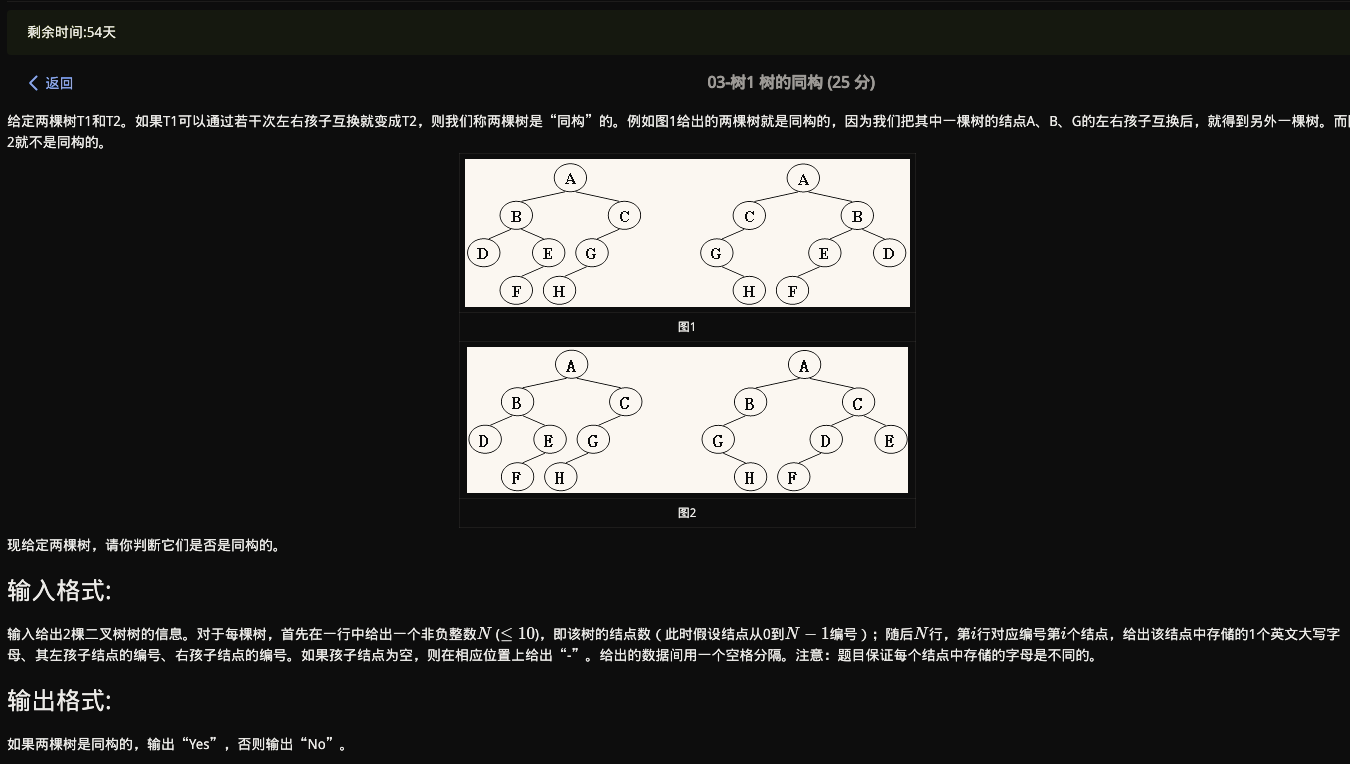 剩余时间:54天
返回
03-树1 树的同构 (25 分)
给定两棵树T1和T2。如果T1可以通过若干次左右孩子互换就变成T2，则我们称两棵树是“同构”的。例如图1给出的两棵树就是同构的，因为我们把其中一棵树的结点A、B、G的左右孩子互换后，就得到另外一棵树。而
2就不是同构的。
A A
B C C B
D E G G E D
F H H F
图1
A A
B C B C
D E G G D E
F H H F
图2
现给定两棵树，请你判断它们是否是同构的。
输入格式:
输入给出2棵二叉树树的信息。对于每棵树，首先在一行中给出一个非负整数N (≤ 10)，即该树的结点数（此时假设结点从0到N − 1编号）；随后N行，第i行对应编号第i个结点，给出该结点中存储的1个英文大写字
母、其左孩子结点的编号、右孩子结点的编号。如果孩子结点为空，则在相应位置上给出“-”。给出的数据间用一个空格分隔。注意：题目保证每个结点中存储的字母是不同的。
输出格式:
如果两棵树是同构的，输出“Yes”，否则输出“No”。